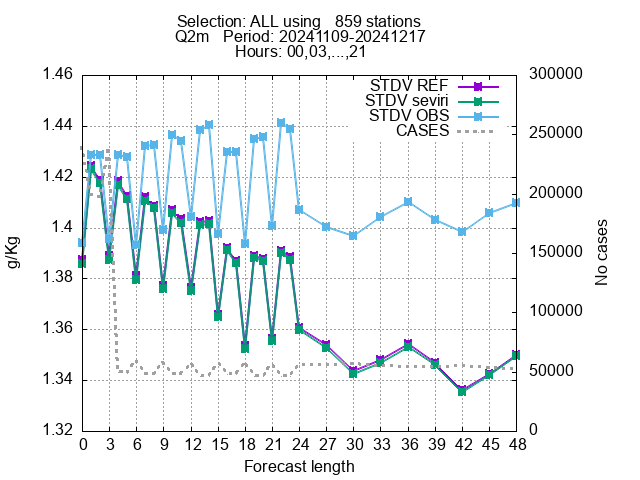 Selection: ALL using   859 stations
Q2m   Period: 20241109-20241217
Hours: 00,03,...,21
STDV REF
STDV seviri
STDV OBS
CASES
1.46
1.44
1.42
1.4
1.38
1.36
1.34
1.32
g/Kg
300000
250000
200000
150000
100000
50000
0
No cases
0 3 6 9 12 15 18 21 24 27 30 33 36 39 42 45 48
Forecast length